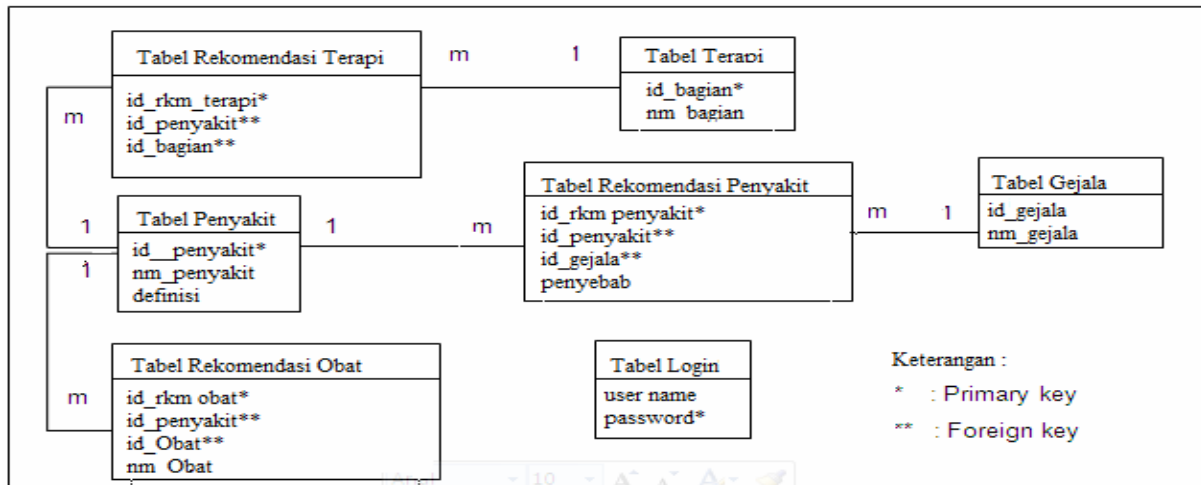 Tabel Rekomendasi Terapi
id_rkm_terapi*
id_penyakit**
id_bagian**
m
1
Tabel Terapi
id_bagian*
nm_bagian
m
1
Tabel Penyakit
id__penyakit*
nm_penyakit
definisi
1
m
Tabel Rekomendasi Penyakit
id_rkm penyakit*
id_penyakit**
id_gejala**
penyebab
m
1
Tabel Gejala
id_gejala
nm_gejala
1
m
Tabel Rekomendasi Obat
id_rkm obat*
id_penyakit**
id_Obat**
nm_Obat
Tabel Login
user name
password*
Keterangan :
* : Primary key
** : Foreign key
10